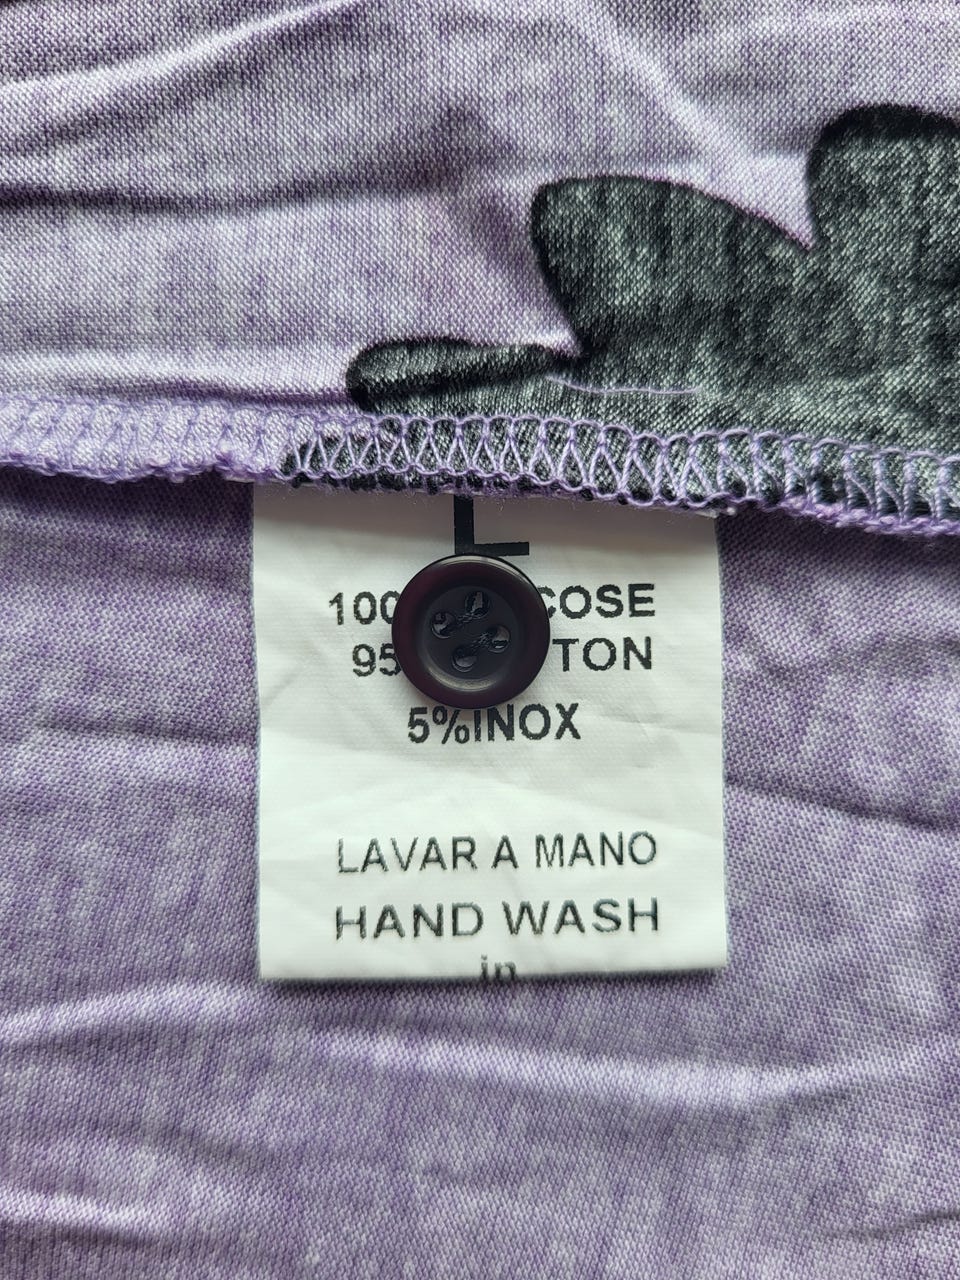 L
100 COSE
95 TON
5%INOX
LAVAR A MANO
HAND WASH
in